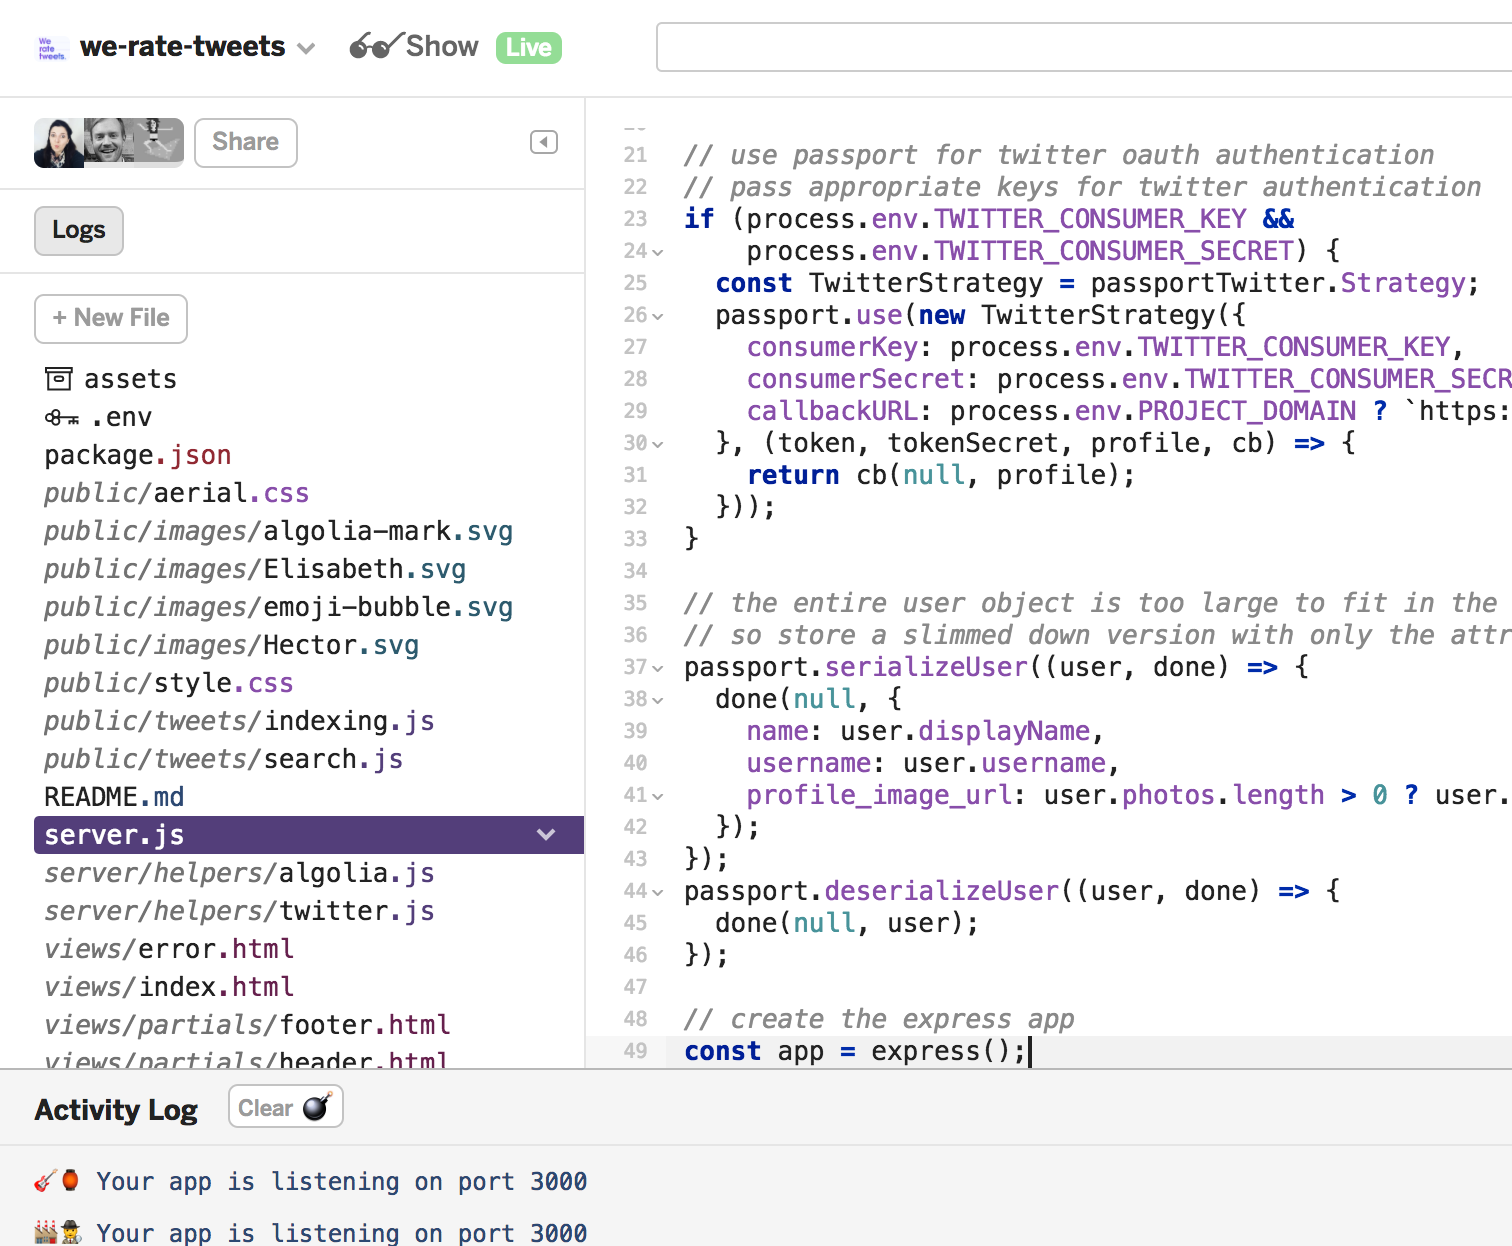 We
rate
tweets.
we-rate-tweets
Show
Live
Share
Logs
+ New File
assets
.env
package.json
public/aerial.css
public/images/algolia-mark.svg
public/images/Elisabeth.svg
public/images/emoji-bubble.svg
public/images/Hector.svg
public/style.css
public/tweets/indexing.js
public/tweets/search.js
README.md
server.js
server/helpers/algolia.js
server/helpers/twitter.js
views/error.html
views/index.html
views/partials/footer.html
views/partials/header.html
21 // use passport for twitter oauth authentication
22 // pass appropriate keys for twitter authentication
23 if (process.env.TWITTER_CONSUMER_KEY &&
24 process.env.TWITTER_CONSUMER_SECRET) {
25 const TwitterStrategy = passportTwitter.Strategy;
26 passport.use(new TwitterStrategy({
27 consumerKey: process.env.TWITTER_CONSUMER_KEY,
28 consumerSecret: process.env.TWITTER_CONSUMER_SECR
29 callbackURL: process.env.PROJECT_DOMAIN ? `https:
30 }, (token, tokenSecret, profile, cb) => {
31 return cb(null, profile);
32 }));
33 }
34
35 // the entire user object is too large to fit in the
36 // so store a slimmed down version with only the attr
37 passport.serializeUser((user, done) => {
38 done(null, {
39 name: user.displayName,
40 username: user.username,
41 profile_image_url: user.photos.length > 0 ? user.
42 });
43 });
44 passport.deserializeUser((user, done) => {
45 done(null, user);
46 });
47
48 // create the express app
49 const app = express();
Activity Log
Clear
Your app is listening on port 3000
Your app is listening on port 3000